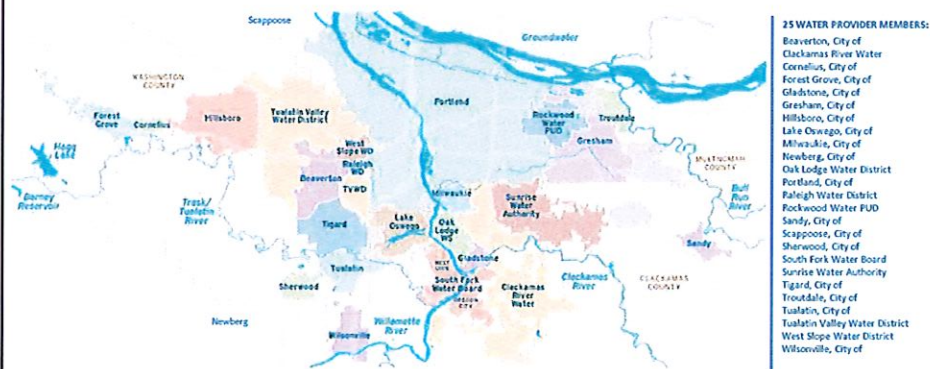 Scappoose
Groundwater
WASHINGTON
COUNTY
Portland
Forest
Grove
Cornelius
Hillsboro
Tualatin Valley
Water District
Rockwood
Water
PUD
Troutdale
Gresham
Hagg
Lake
Barney
Reservoir
West
Slope WD
Raleigh
WD
Beaverton
TVWD
MULTNOMAH
COUNTY
Bull
Run
River
Trask/
Tualatin
River
Milwaukie
Sunrise
Water
Authority
Tigard
Lake
Oswego
Oak
Lodge
WS
Sandy
Tualatin
Gladstone
Sherwood
WEST
LINN
South Fork
Water Board
OREGON
CITY
Clackamas
River
Water
Clackamas
River
CLACKAMAS
COUNTY
Newberg
Willamette
River
Wilsonville
25 WATER PROVIDER MEMBERS:
Beaverton, City of
Clackamas River Water
Cornelius, City of
Forest Grove, City of
Gladstone, City of
Gresham, City of
Hillsboro, City of
Lake Oswego, City of
Milwaukie, City of
Newberg, City of
Oak Lodge Water District
Portland, City of
Raleigh Water District
Rockwood Water PUD
Sandy, City of
Scappoose, City of
Sherwood, City of
South Fork Water Board
Sunrise Water Authority
Tigard, City of
Troutdale, City of
Tualatin, City of
Tualatin Valley Water District
West Slope Water District
Wilsonville, City of